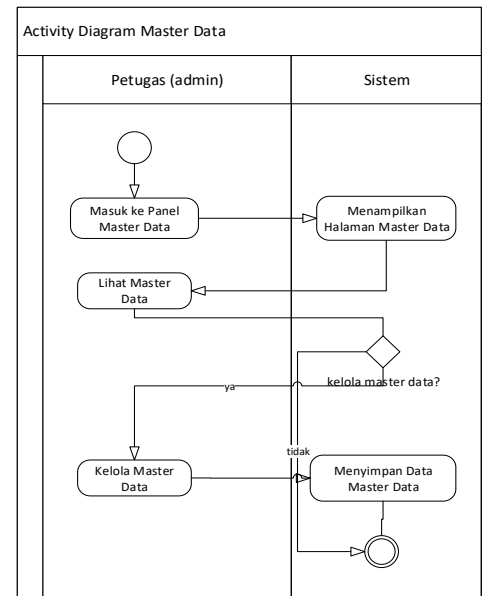 Activity Diagram Master Data
Petugas (admin)
Sistem
Masuk ke Panel
Master Data
Menampilkan
Halaman Master Data
Lihat Master
Data
kelola master data?
ya
tidak
Kelola Master
Data
Menyimpan Data
Master Data